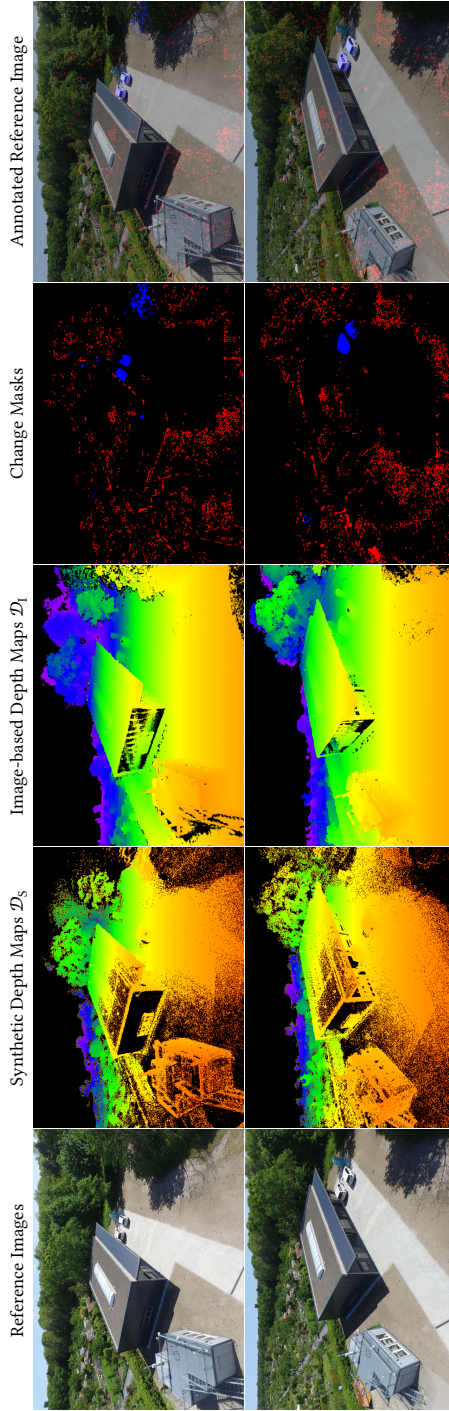 Reference Images
Synthetic Depth Maps 𝒟S
Image-based Depth Maps 𝒟I
Change Masks
Annotated Reference Image